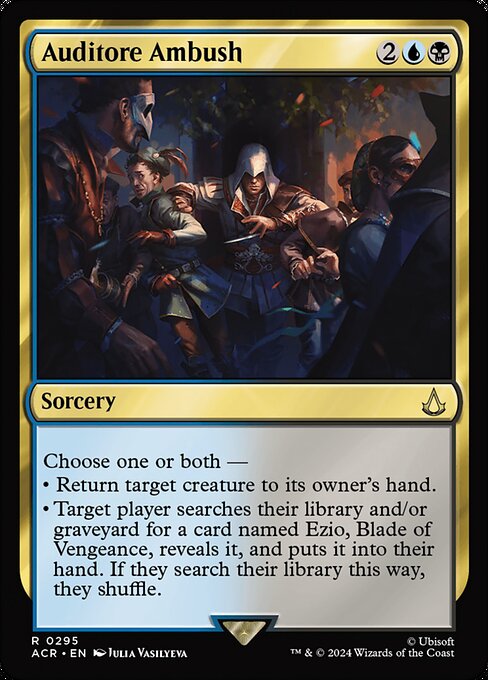 Auditore Ambush 2
Sorcery
Choose one or both —
• Return target creature to its owner's hand.
• Target player searches their library and/or
graveyard for a card named Ezio, Blade of
Vengeance, reveals it, and puts it into their
hand. If they search their library this way,
they shuffle.
R 0295 © Ubisoft
ACR • EN Julia Vasilyeva ™ & © 2024 Wizards of the Coast